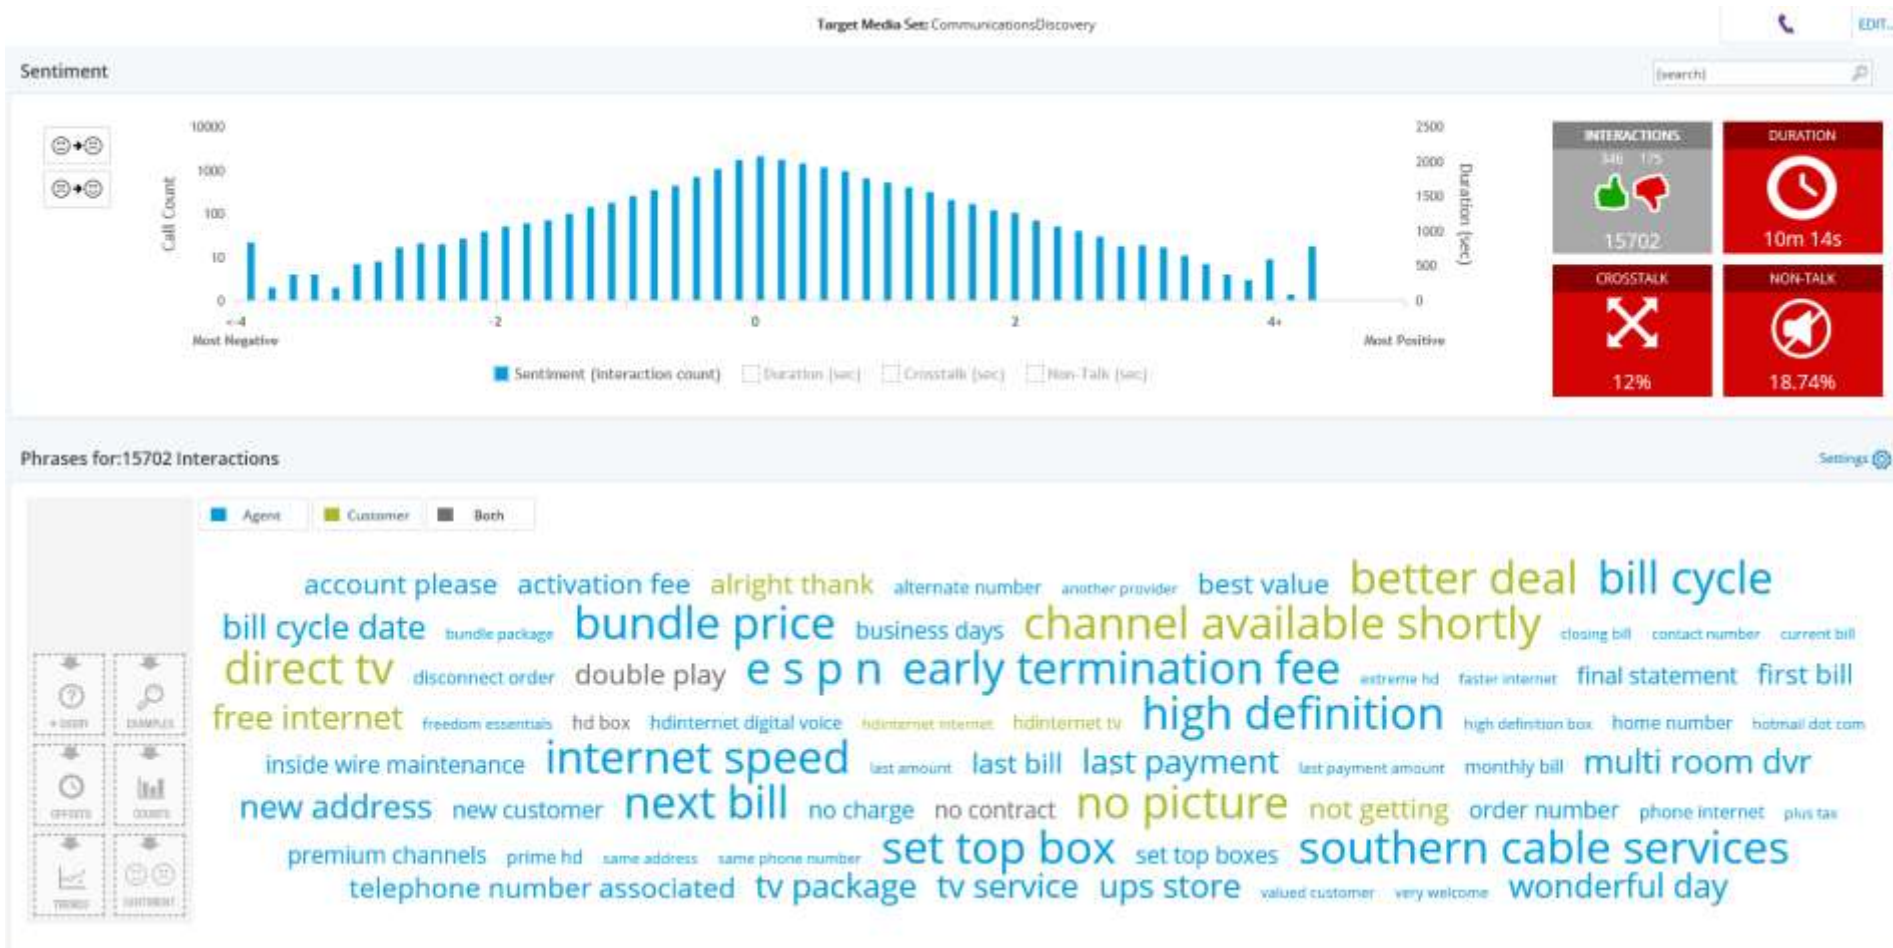 Target Media Set: CommunicationsDiscovery
EDIT...
Sentiment
(search)
10000
1000
100
10
0
Call Count
2500
2000
1500
1000
500
0
Duration (sec)
<-4
-2
0
2
4+
Most Negative
Most Positive
Sentiment (interaction count) Duration (sec) Crosstalk (sec) Non-Talk (sec)
INTERACTIONS
346 175
15702
DURATION
10m 14s
CROSSTALK
12%
NON-TALK
18.74%
Phrases for:15702 Interactions
Settings
Agent Customer Both
account please activation fee alright thank alternate number another provider best value better deal bill cycle
bill cycle date bundle package bundle price business days channel available shortly closing bill contact number current bill
direct tv disconnect order double play e s p n early termination fee extreme hd faster internet final statement first bill
free internet freedom essentials hd box hdinternet digital voice hdinternet internet hdinternet tv high definition high definition box home number hotmail dot com
inside wire maintenance internet speed last amount last bill last payment last payment amount monthly bill multi room dvr
new address new customer next bill no charge no contract no picture not getting order number phone internet plus tax
premium channels prime hd same address same phone number set top box set top boxes southern cable services
telephone number associated tv package tv service ups store valued customer very welcome wonderful day
EXAMPLES
OFFSETS
COUNTS
TRENDS
SENTIMENT